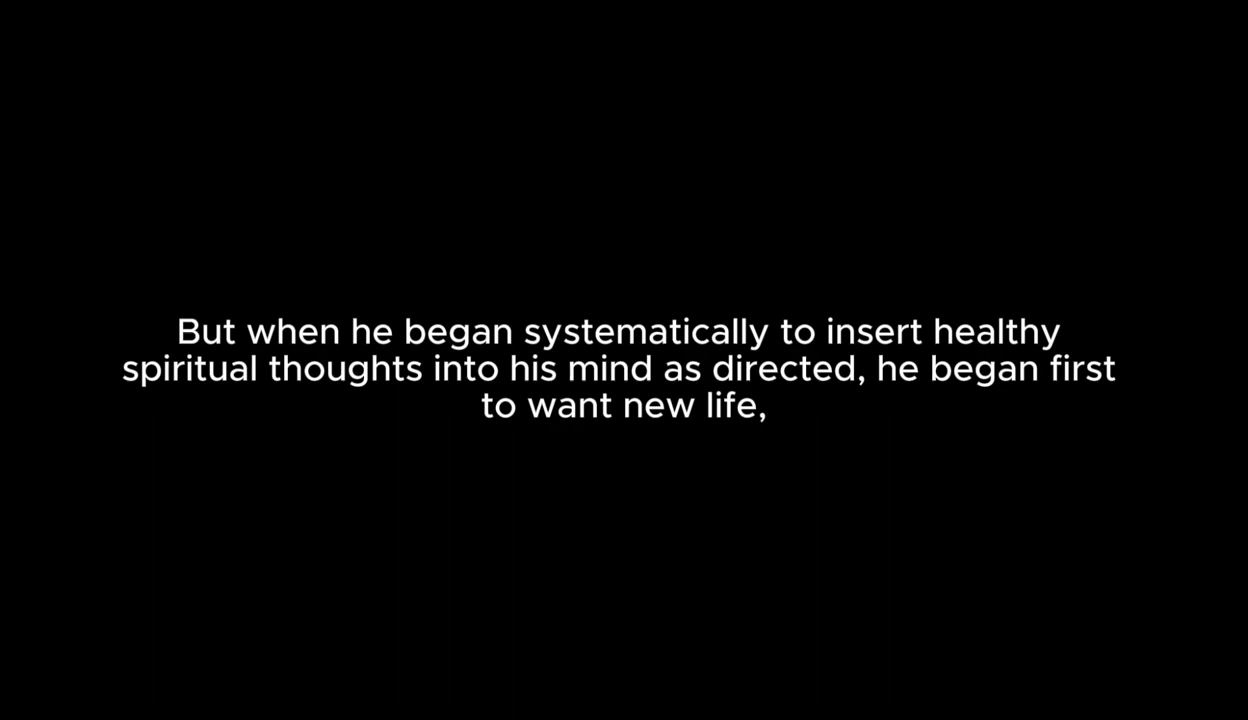 But when he began systematically to insert healthy
spiritual thoughts into his mind as directed, he began first
to want new life,